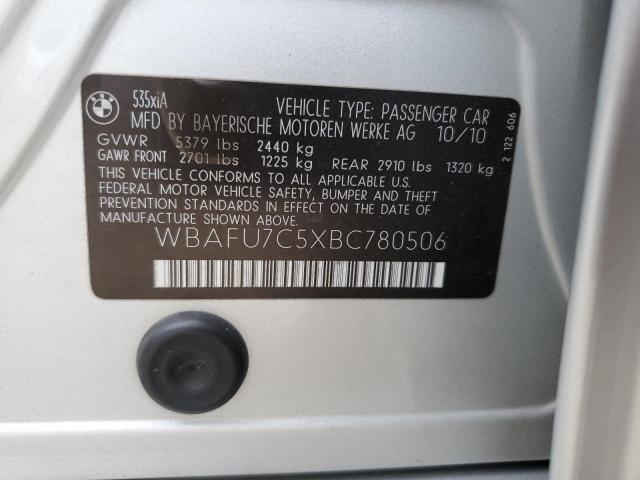 BMW
535xiA
VEHICLE TYPE: PASSENGER CAR
MFD BY BAYERISCHE MOTOREN WERKE AG 10/10
GVWR 5379 lbs 2440 kg
GAWR FRONT 2701 lbs 1225 kg REAR 2910 lbs 1320 kg
THIS VEHICLE CONFORMS TO ALL APPLICABLE U.S.
FEDERAL MOTOR VEHICLE SAFETY, BUMPER AND THEFT
PREVENTION STANDARDS IN EFFECT ON THE DATE OF
MANUFACTURE SHOWN ABOVE.
WBAFU7C5XBC780506
2 122 606